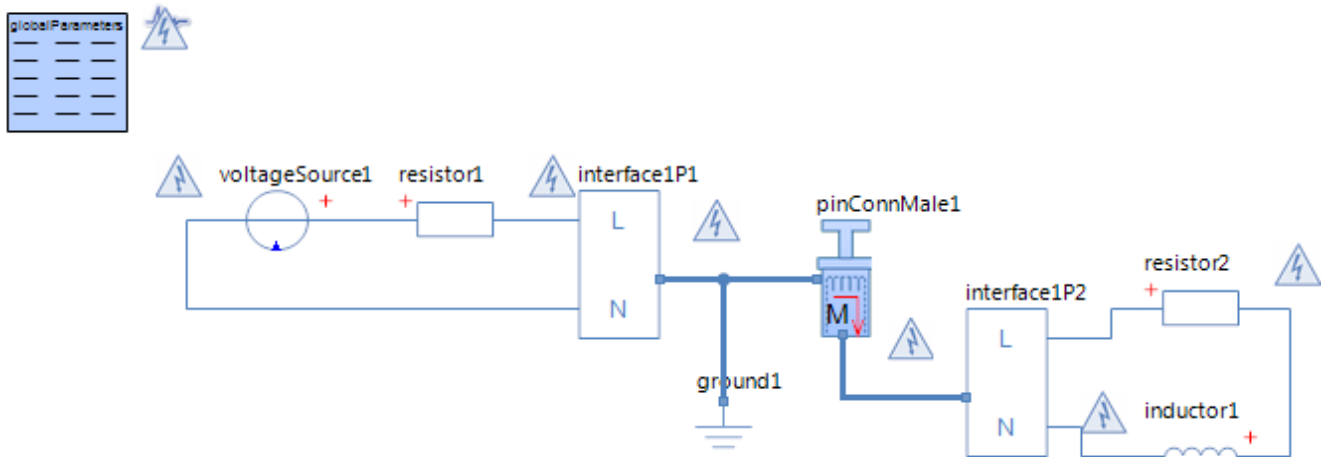 globalParameters
voltageSource1
resistor1
interface1P1
+
+
L
N
pinConnMale1
M
ground1
interface1P2
L
N
resistor2
+
inductor1
+